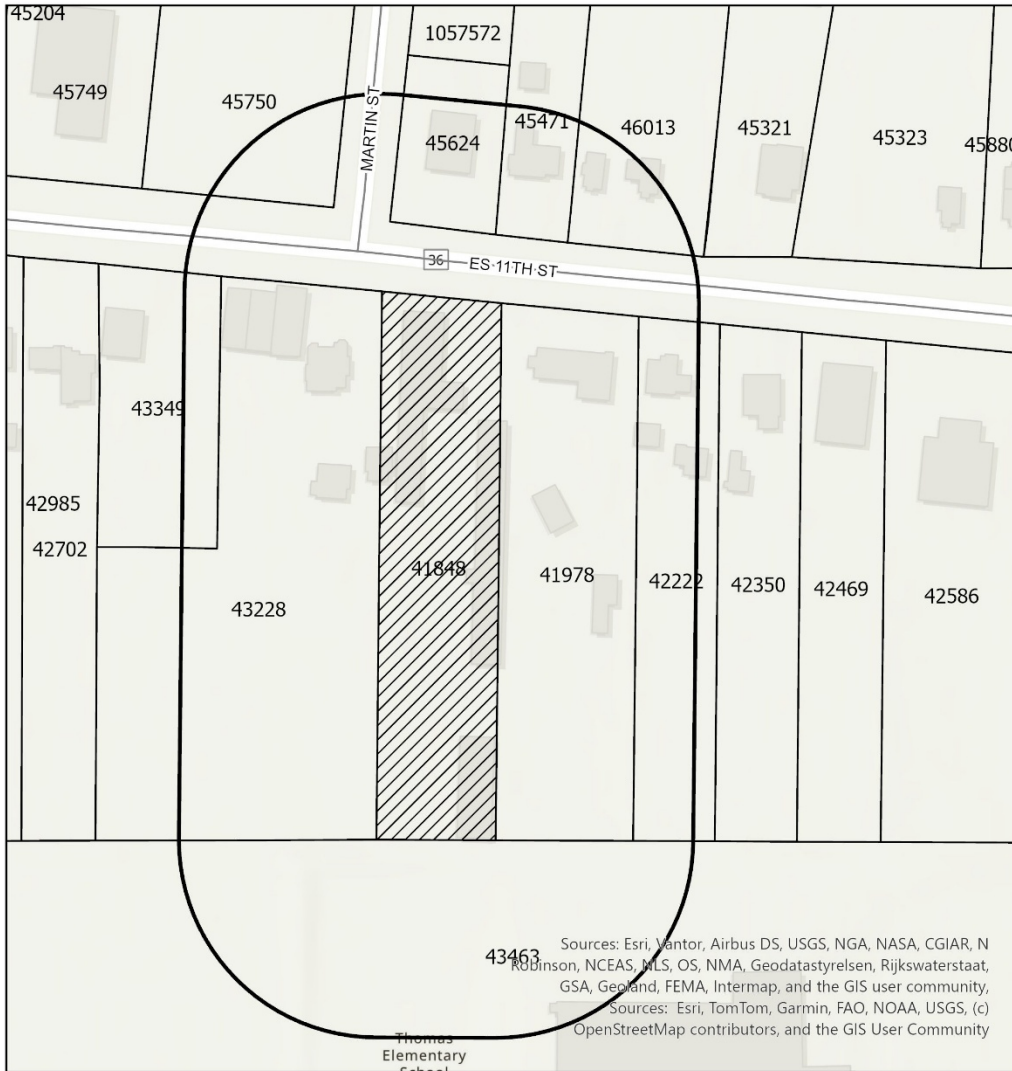 45204
1057572
45749
45750
MARTIN ST
45624
45471
46013
45321
45323
45880
36
ES 11TH ST
43349
42985
42702
43228
41848
41978
42222
42350
42469
42586
43463
Sources: Esri, Vantor, Airbus DS, USGS, NGA, NASA, CGIAR, N
Robinson, NCEAS, NLS, OS, NMA, Geodatastyrelsen, Rijkswaterstaat,
GSA, Geoland, FEMA, Intermap, and the GIS user community,
Sources: Esri, TomTom, Garmin, FAO, NOAA, USGS, (c)
OpenStreetMap contributors, and the GIS User Community
Thomas
Elementary
School